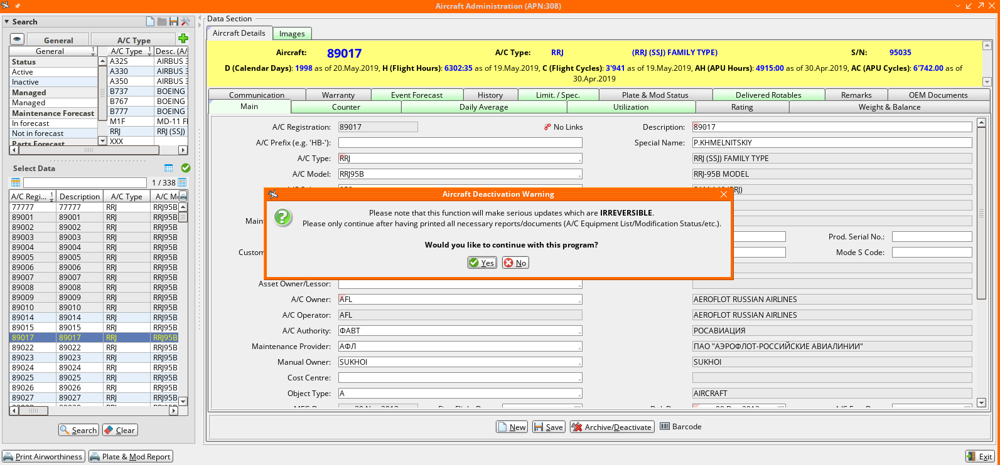 Aircraft Administration (APN:308)
Search
General
A/C Type
General 1
A/C Type 1 Desc. (A/
Status
Active
Inactive
Managed
Managed
Maintenance Forecast
In forecast
Not in forecast
Parts Forecast
A32S AIRBUS 3
A330 AIRBUS 3
A350 AIRBUS 3
B737 BOEING
B767 BOEING
B777 BOEING
M1F MD-11 F
RRJ RRJ (SSJ)
XXX
Select Data
1 / 338
A/C Regi... 1 Description A/C Type A/C M
77777 77777 RRJ RRJ95B
89001 89001 RRJ RRJ95B
89002 89002 RRJ RRJ95B
89003 89003 RRJ RRJ95B
89004 89004 RRJ RRJ95B
89005 89005 RRJ RRJ95B
89006 89006 RRJ RRJ95B
89007 89007 RRJ RRJ95B
89008 89008 RRJ RRJ95B
89009 89009 RRJ RRJ95B
89010 89010 RRJ RRJ95B
89014 89014 RRJ RRJ95B
89015 89015 RRJ RRJ95B
89017 89017 RRJ RRJ95B
89022 89022 RRJ RRJ95B
89023 89023 RRJ RRJ95B
89024 89024 RRJ RRJ95B
89025 89025 RRJ RRJ95B
89026 89026 RRJ RRJ95B
89027 89027 RRJ RRJ95B
Search Clear
Print Airworthiness Plate & Mod Report
Data Section
Aircraft Details Images
Aircraft: 89017 A/C Type: RRJ (RRJ (SSJ) FAMILY TYPE) S/N: 95035
D (Calendar Days): 1998 as of 20.May.2019, H (Flight Hours): 6302:35 as of 19.May.2019, C (Flight Cycles): 3'941 as of 19.May.2019, AH (APU Hours): 4915:00 as of 30.Apr.2019, AC (APU Cycles): 6'742.00 as of
30.Apr.2019
Communication Warranty Event Forecast History Limit. / Spec. Plate & Mod Status Delivered Rotables Remarks OEM Documents
Main Counter Daily Average Utilization Rating Weight & Balance
A/C Registration: 89017 No Links Description: 89017
A/C Prefix (e.g. 'HB-'): Special Name: P.KHMELNITSKIY
A/C Type: RRJ RRJ (SSJ) FAMILY TYPE
A/C Model: RRJ95B RRJ-95B MODEL
Aircraft Deactivation Warning
Please note that this function will make serious updates which are IRREVERSIBLE.
Please only continue after having printed all necessary reports/documents (A/C Equipment List/Modification Status/etc.).
Would you like to continue with this program?
Yes No
Main
Prod. Serial No.:
Custom
Mode S Code:
Asset Owner/Lessor:
A/C Owner: AFL AEROFLOT RUSSIAN AIRLINES
A/C Operator: AFL AEROFLOT RUSSIAN AIRLINES
A/C Authority: ФАВТ РОСАВИАЦИЯ
Maintenance Provider: АФЛ ПАО "АЭРОФЛОТ-РОССИЙСКИЕ АВИАЛИНИИ"
Manual Owner: SUKHOI SUKHOI
Cost Centre:
Object Type: A AIRCRAFT
New Save Archive/Deactivate Barcode
Exit